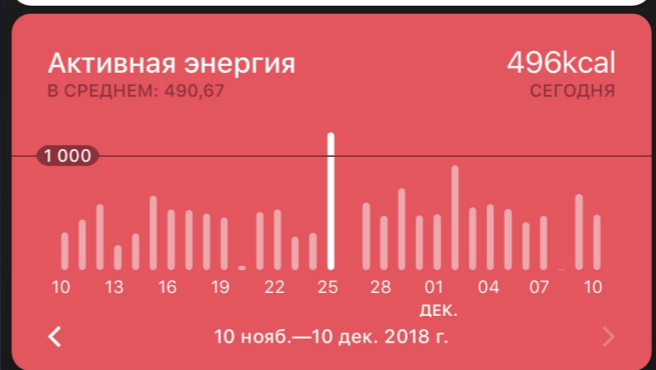 Активная энергия 496kcal
В СРЕДНЕМ: 490,67 СЕГОДНЯ
1 000
10 13 16 19 22 25 28 01 04 07 10
ДЕК.
10 нояб.—10 дек. 2018 г.